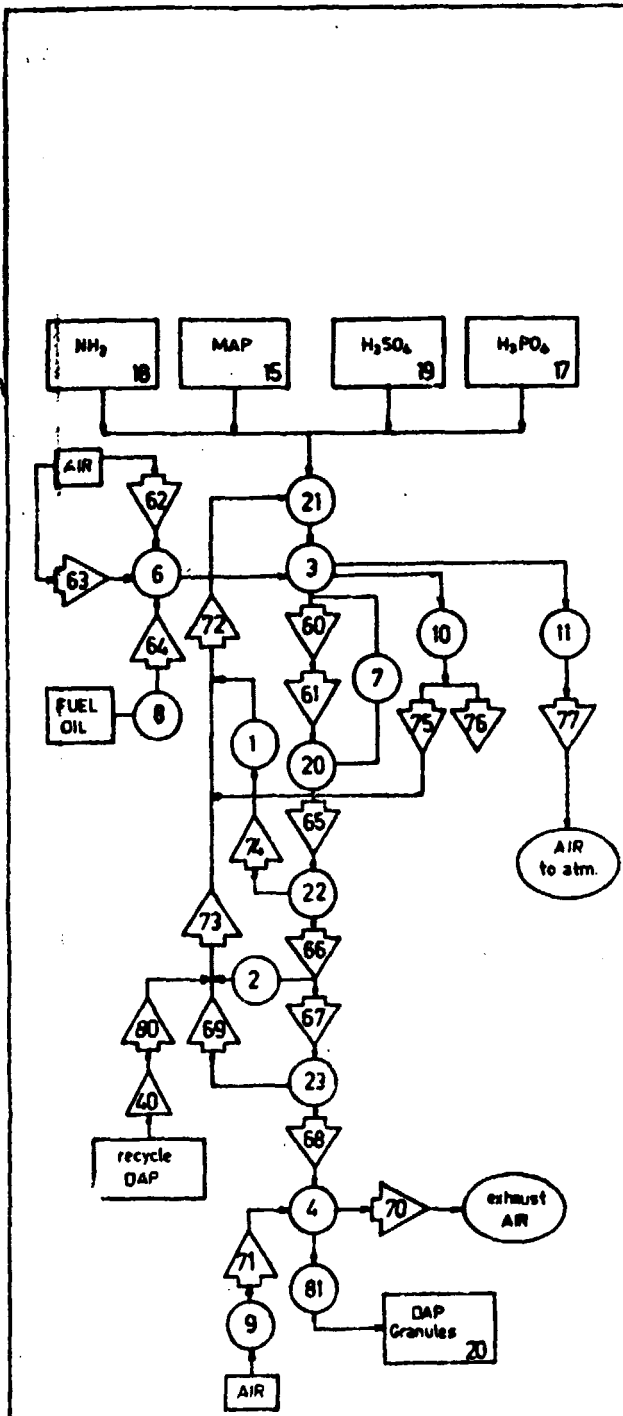 NH3
18
MAP
15
H2SO4
19
H3PO4
17
AIR
62
21
63
6
3
72
60
10
11
64
7
FUEL
OIL
8
61
1
75
76
77
20
65
74
AIR
to atm.
22
73
66
2
67
80
69
23
40
68
recycle
DAP
4
70
exhaust
AIR
71
81
9
DAP
Granules
20
AIR